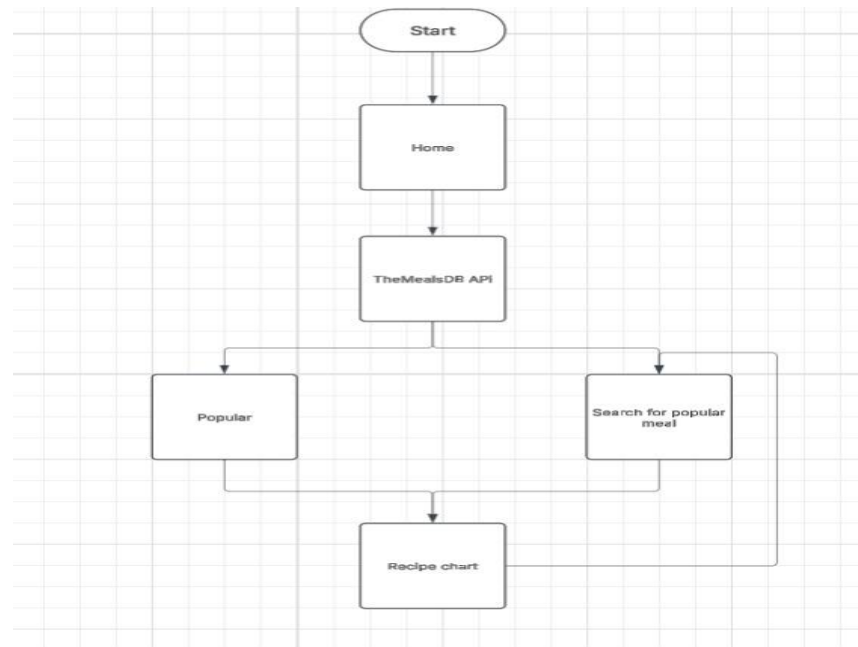 Start
Home
TheMealsDB APi
Popular
Search for popular
meal
Recipe chart